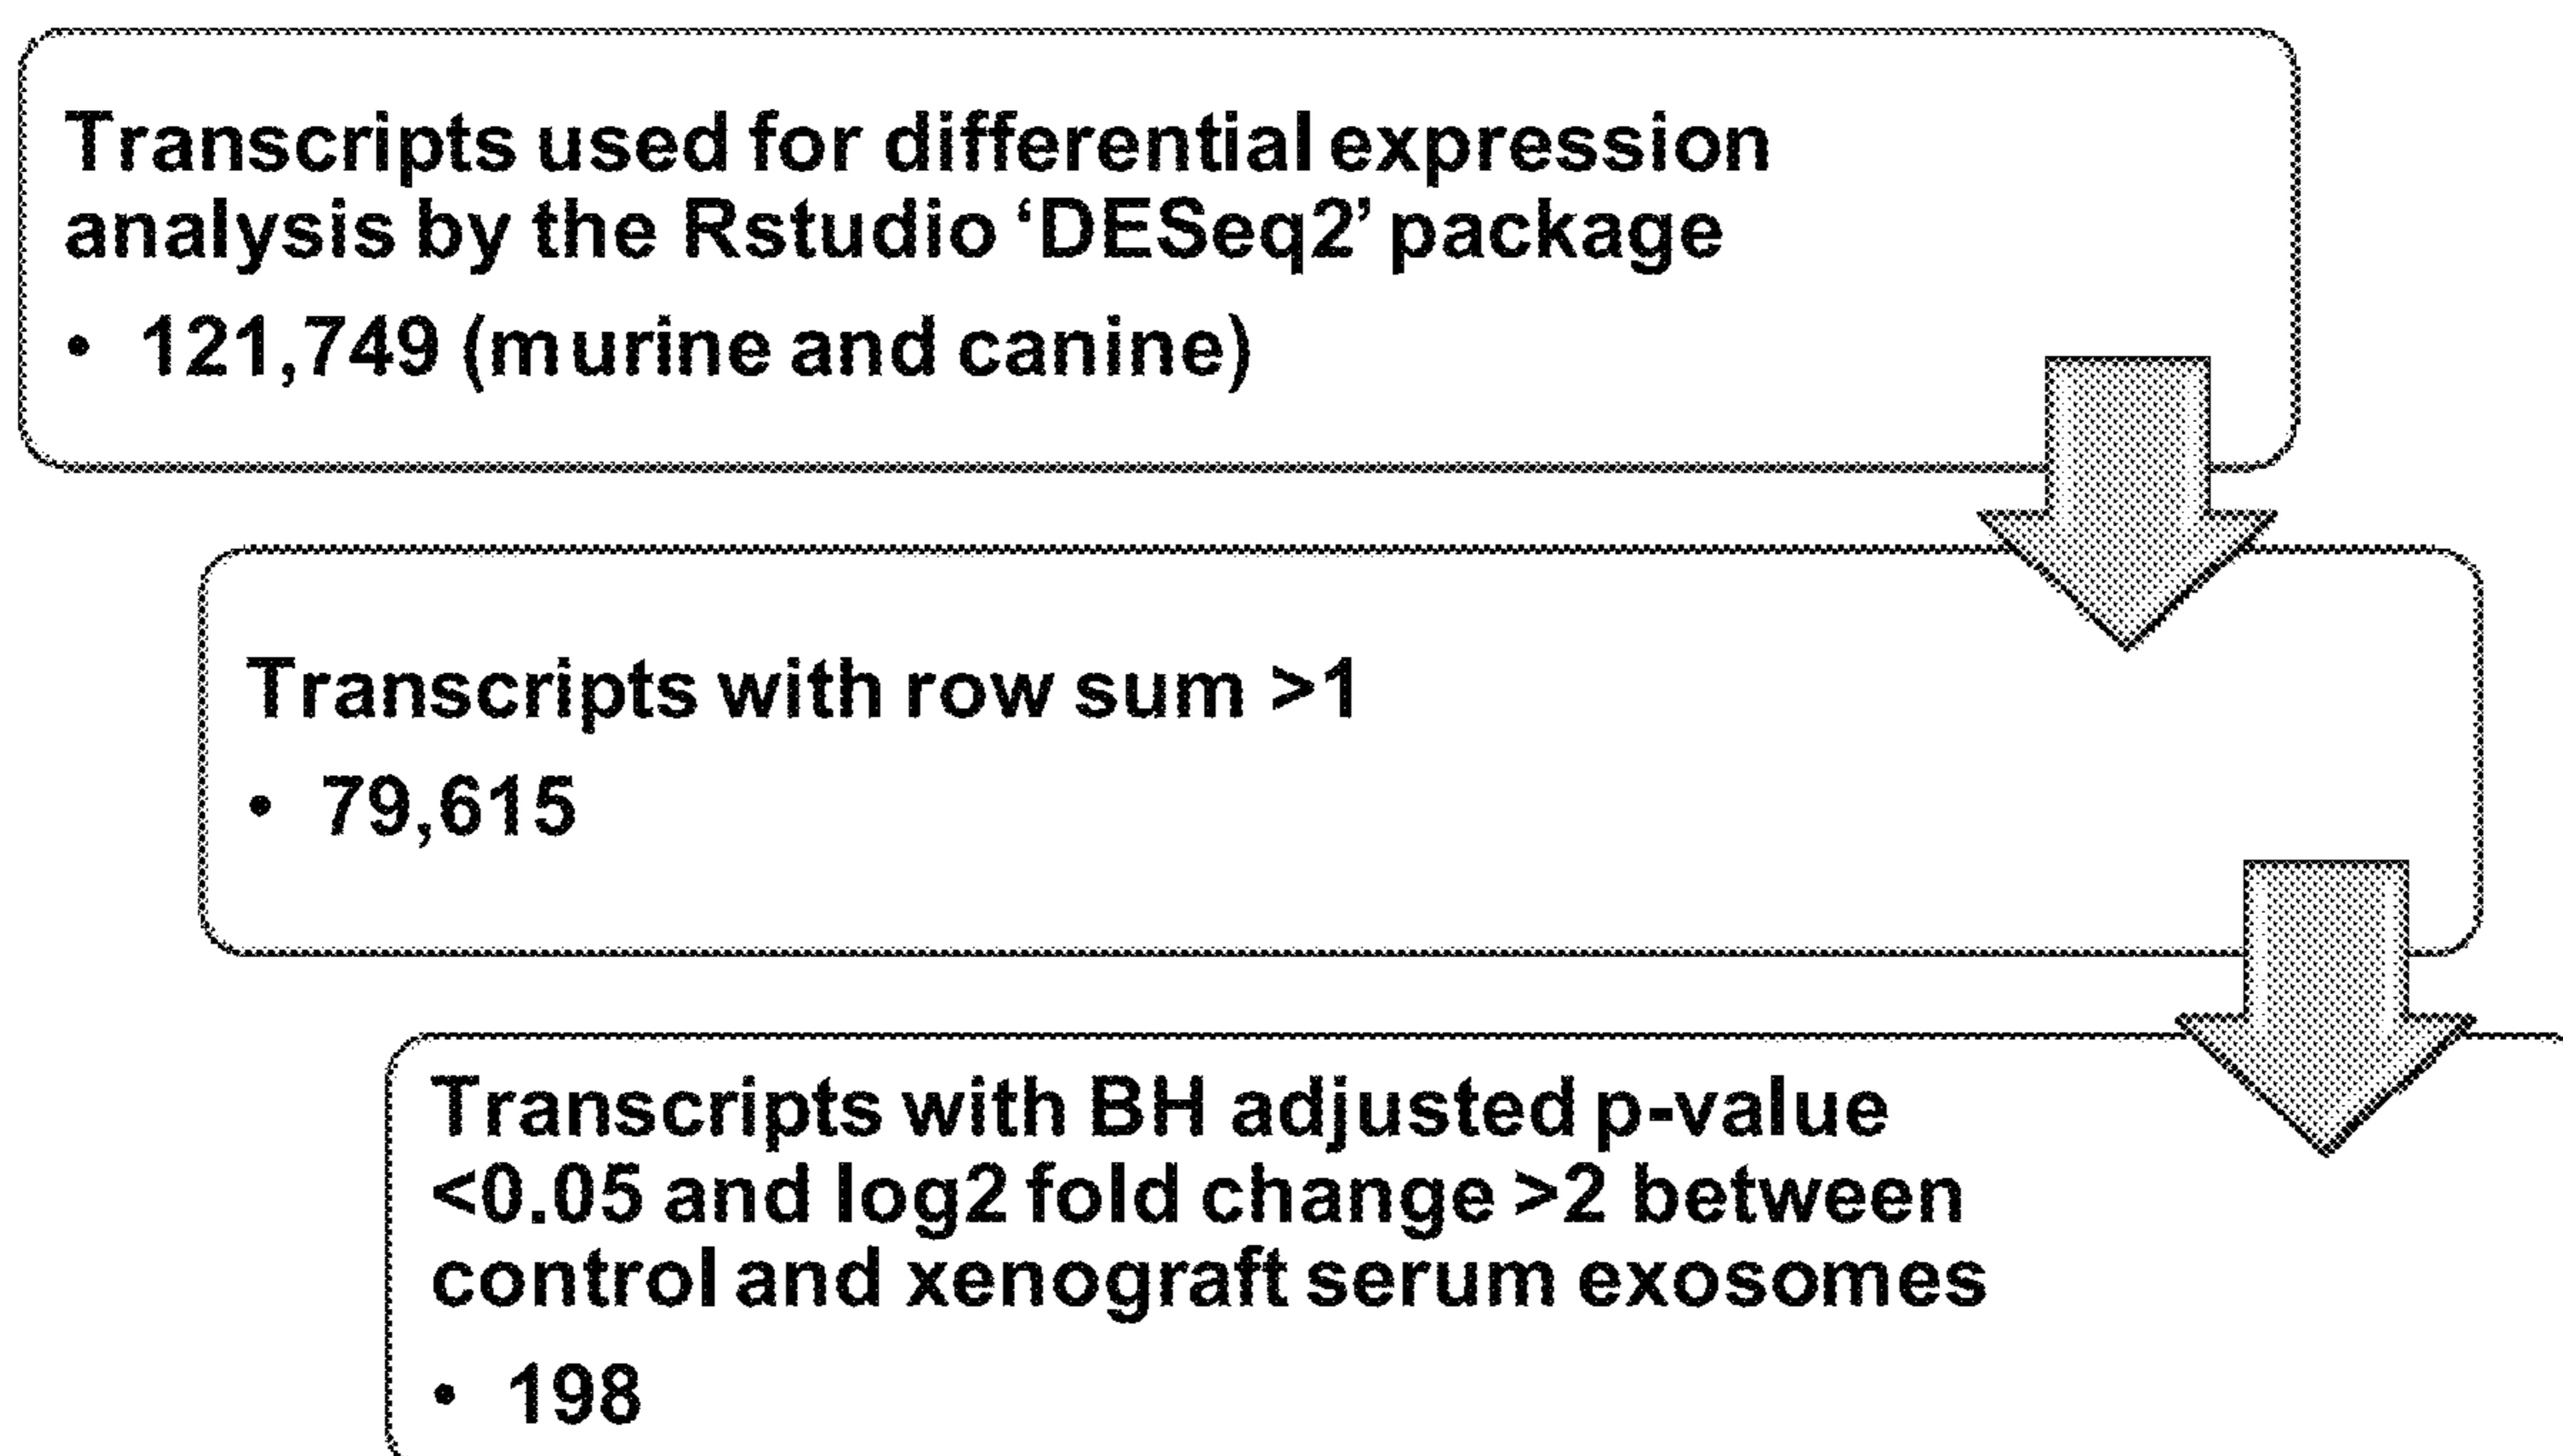 Transcripts used for differential expression
analysis by the Rstudio ‘DESeq2’ package
• 121,749 (murine and canine)
Transcripts with row sum >1
• 79,615
Transcripts with BH adjusted p-value
<0.05 and log2 fold change >2 between
control and xenograft serum exosomes
• 198